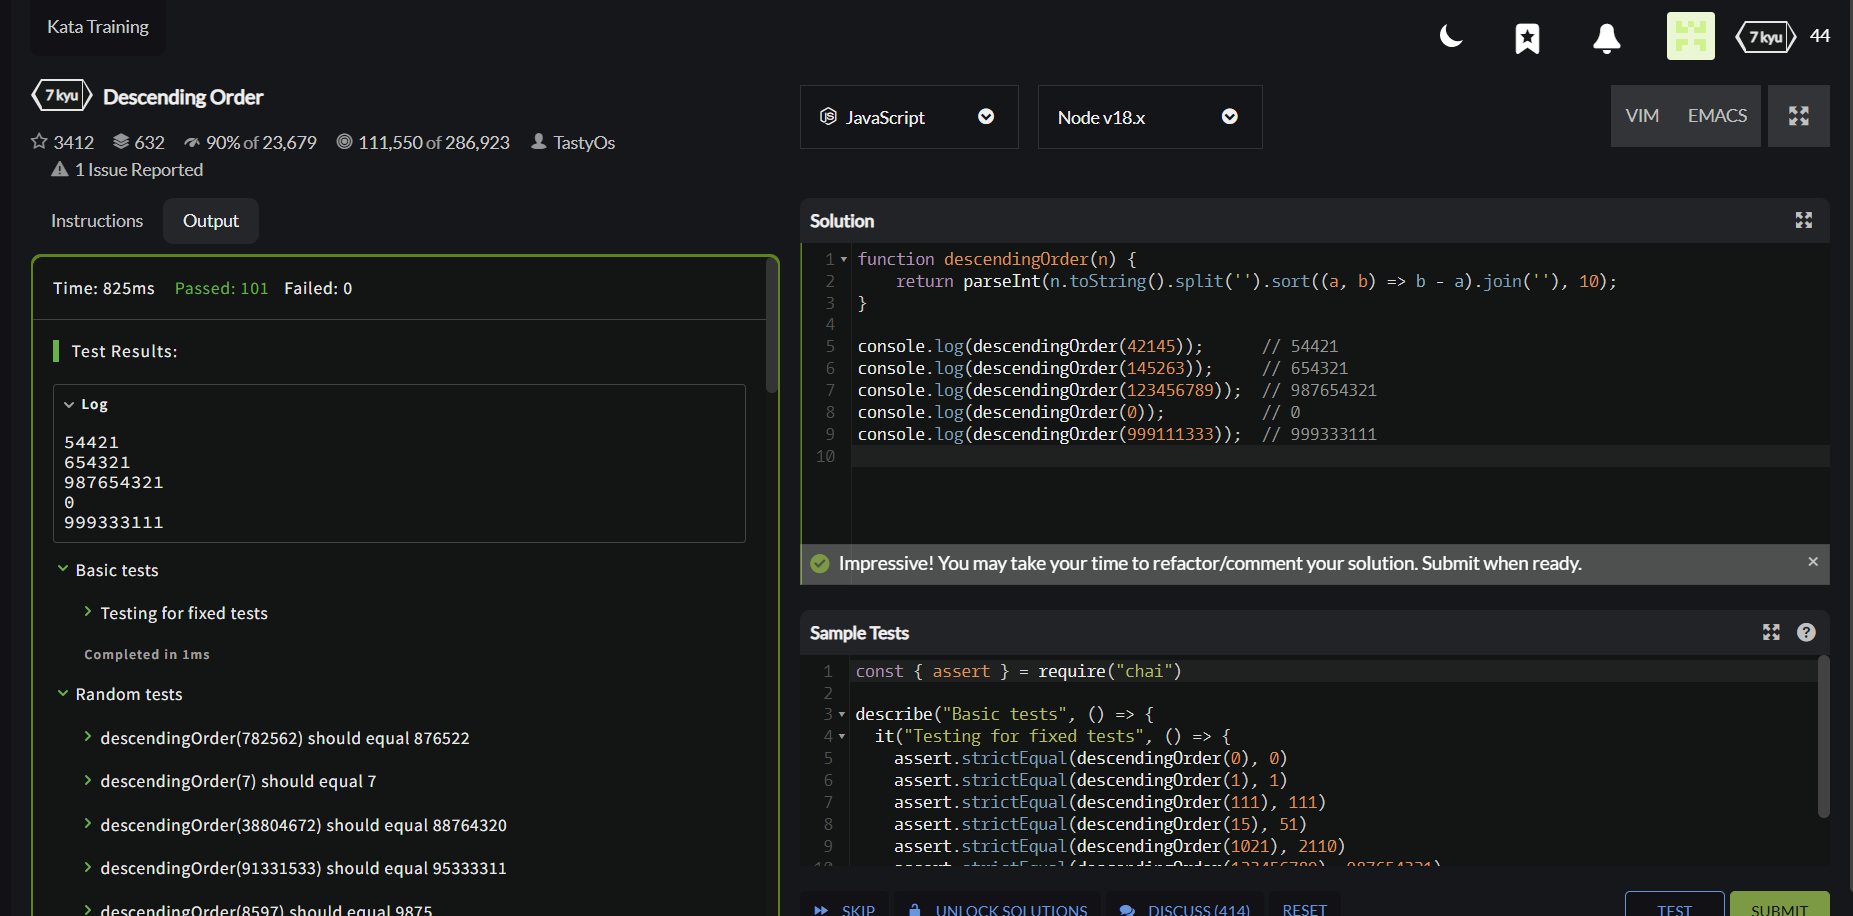 Kata Training
7 kyu 44
7 kyu Descending Order
3412 632 90% of 23,679 111,550 of 286,923 TastyOs
1 Issue Reported
Instructions Output
Time: 825ms Passed: 101 Failed: 0
Test Results:
Log
54421
654321
987654321
0
999333111
Basic tests
Testing for fixed tests
Completed in 1ms
Random tests
descendingOrder(782562) should equal 876522
descendingOrder(7) should equal 7
descendingOrder(38804672) should equal 88764320
descendingOrder(91331533) should equal 95333311
descendingOrder(8597) should equal 9875
JS JavaScript Node v18.x VIM EMACS
Solution
1 function descendingOrder(n) {
2 return parseInt(n.toString().split('').sort((a, b) => b - a).join(''), 10);
3 }
4
5 console.log(descendingOrder(42145)); // 54421
6 console.log(descendingOrder(145263)); // 654321
7 console.log(descendingOrder(123456789)); // 987654321
8 console.log(descendingOrder(0)); // 0
9 console.log(descendingOrder(999111333)); // 999333111
10
Impressive! You may take your time to refactor/comment your solution. Submit when ready. ×
Sample Tests ?
1 const { assert } = require("chai")
2
3 describe("Basic tests", () => {
4 it("Testing for fixed tests", () => {
5 assert.strictEqual(descendingOrder(0), 0)
6 assert.strictEqual(descendingOrder(1), 1)
7 assert.strictEqual(descendingOrder(111), 111)
8 assert.strictEqual(descendingOrder(15), 51)
9 assert.strictEqual(descendingOrder(1021), 2110)
10 assert.strictEqual(descendingOrder(123456789), 987654321)
SKIP UNLOCK SOLUTIONS DISCUSS (414) RESET TEST SUBMIT